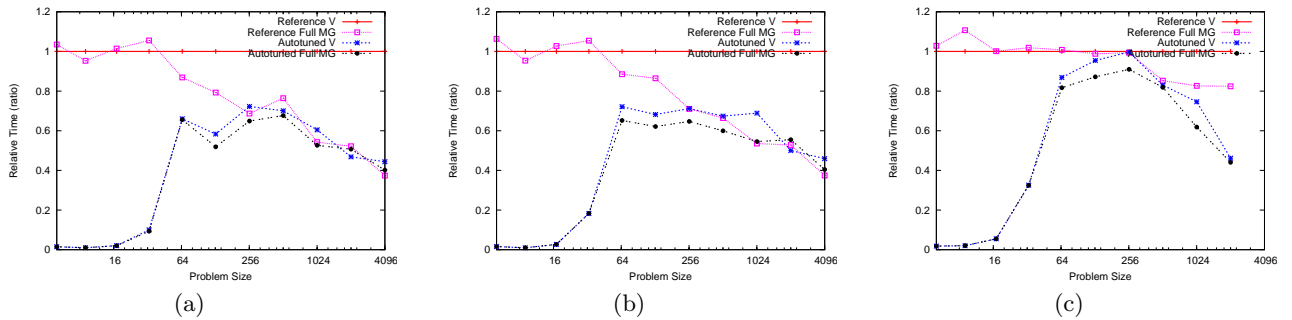 Relative Time (ratio)
1.2
1
0.8
0.6
0.4
0.2
0
16
64
256
1024
4096
Problem Size
Reference V
Reference Full MG
Autotuned V
Autotuned Full MG
(a)
Relative Time (ratio)
1.2
1
0.8
0.6
0.4
0.2
0
16
64
256
1024
4096
Problem Size
Reference V
Reference Full MG
Autotuned V
Autotuned Full MG
(b)
Relative Time (ratio)
1.2
1
0.8
0.6
0.4
0.2
0
16
64
256
1024
4096
Problem Size
Reference V
Reference Full MG
Autotuned V
Autotuned Full MG
(c)